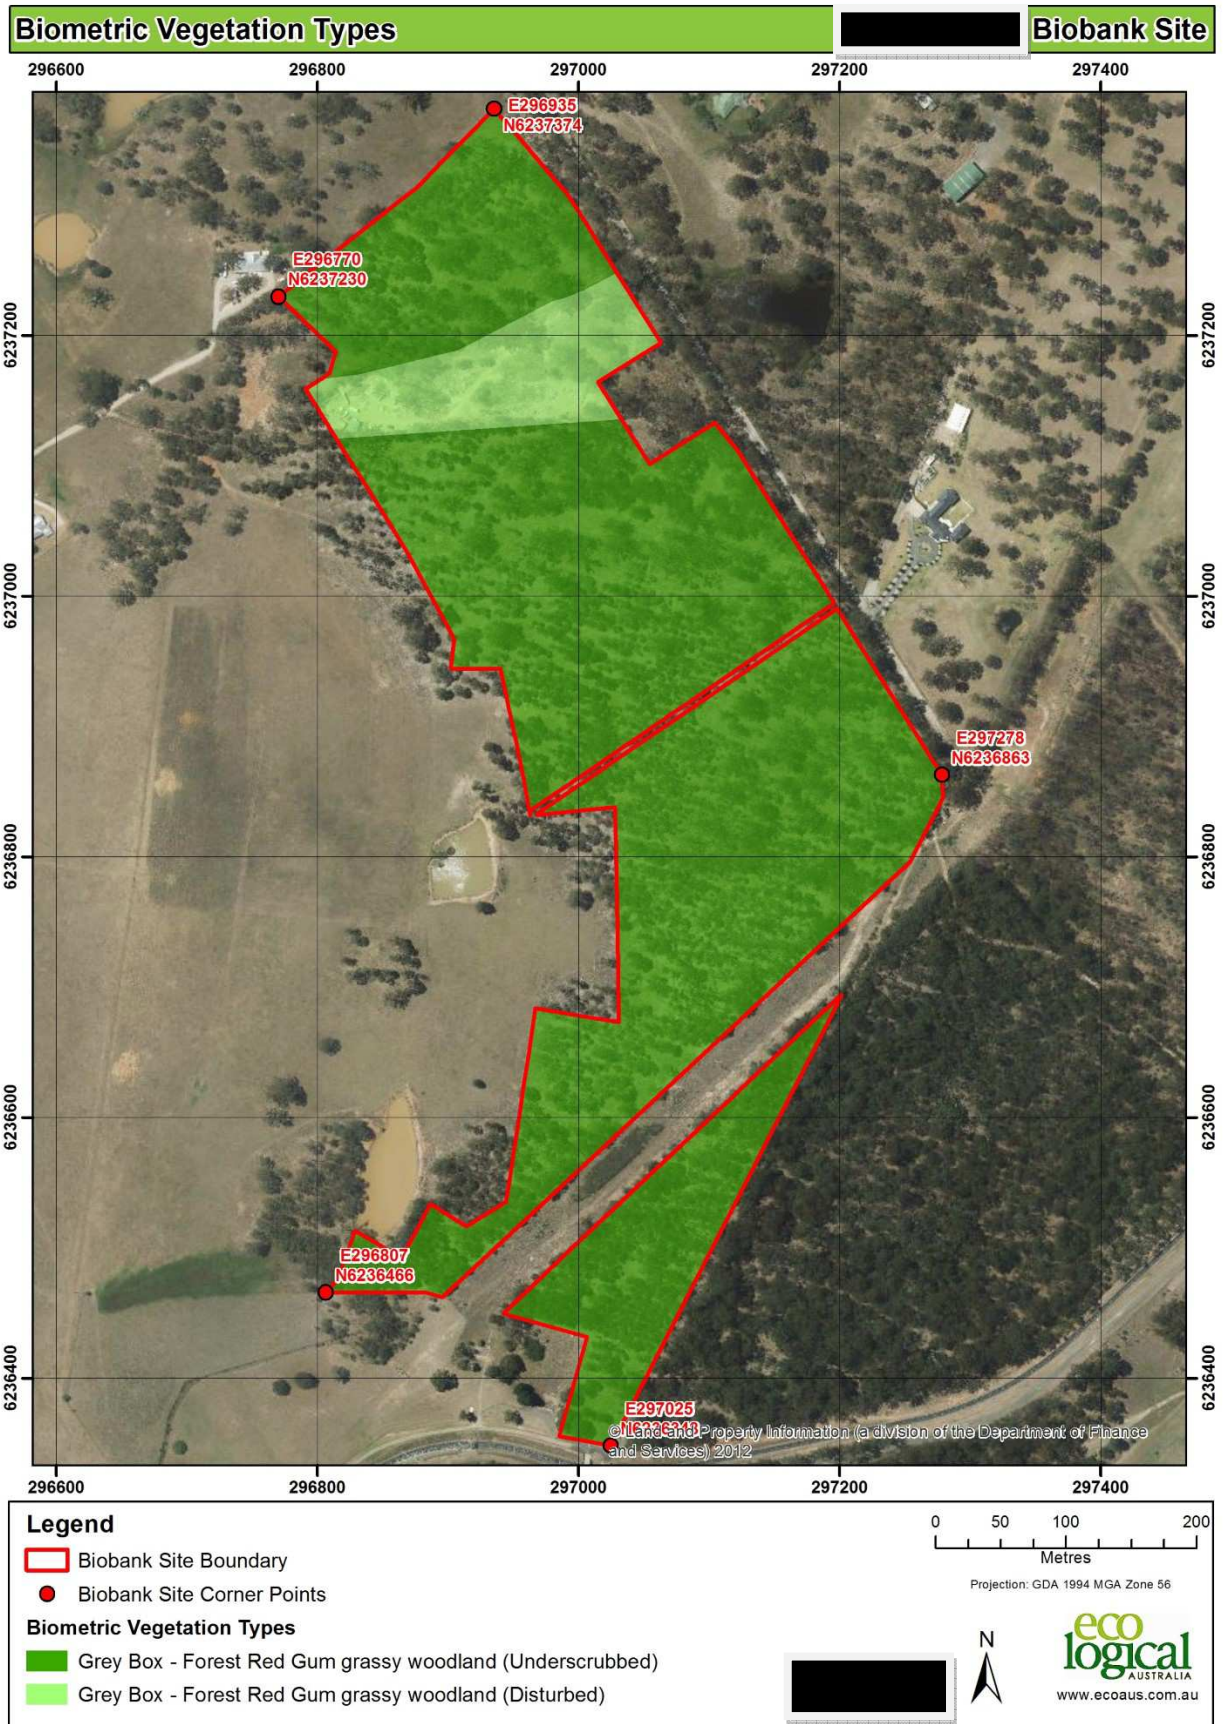 Biometric Vegetation Types
Biobank Site
296600 296800 297000 297200 297400
E296935
N6237374
E296770
N6237230
6237200 6237200
6237000 6237000
E297278
N6236863
6236800 6236800
6236600 6236600
E296807
N6236466
6236400 6236400
E297025
© Land and Property Information (a division of the Department of Finance
and Services) 2012
296600 296800 297000 297200 297400
Legend
Biobank Site Boundary
Biobank Site Corner Points
Biometric Vegetation Types
Grey Box - Forest Red Gum grassy woodland (Underscrubbed)
Grey Box - Forest Red Gum grassy woodland (Disturbed)
0 50 100 200
Metres
Projection: GDA 1994 MGA Zone 56
N
eco
logical
AUSTRALIA
www.ecoaus.com.au